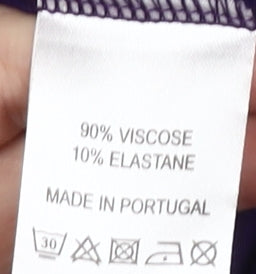 90% VISCOSE
10% ELASTANE
MADE IN PORTUGAL
30